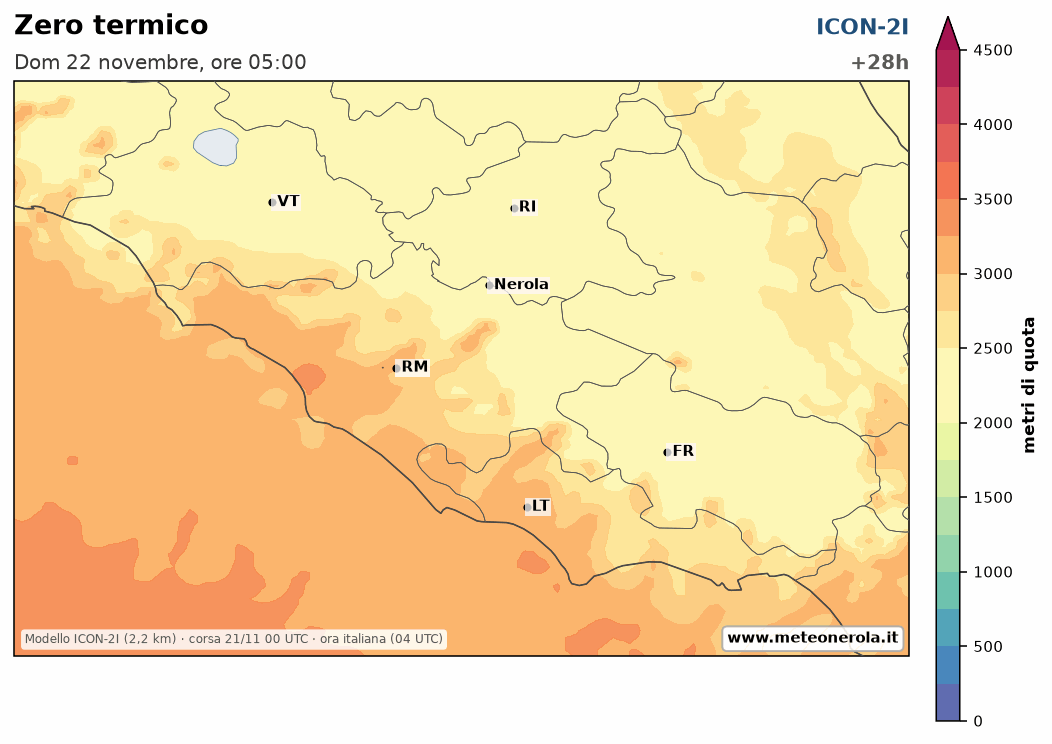 Zero termico
ICON-2I
Dom 22 novembre, ore 05:00
+28h
VT
RI
Nerola
RM
FR
LT
Modello ICON-2I (2,2 km) · corsa 21/11 00 UTC · ora italiana (04 UTC)
www.meteonerola.it
4500
4000
3500
3000
2500
2000
1500
1000
500
0
metri di quota